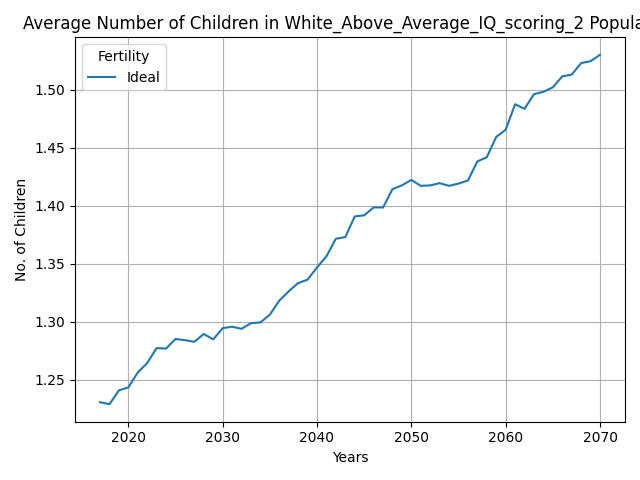 Average Number of Children in White_Above_Average_IQ_scoring_2 Popula
Fertility
Ideal
1.50
1.45
1.40
1.35
1.30
1.25
No. of Children
2020 2030 2040 2050 2060 2070
Years